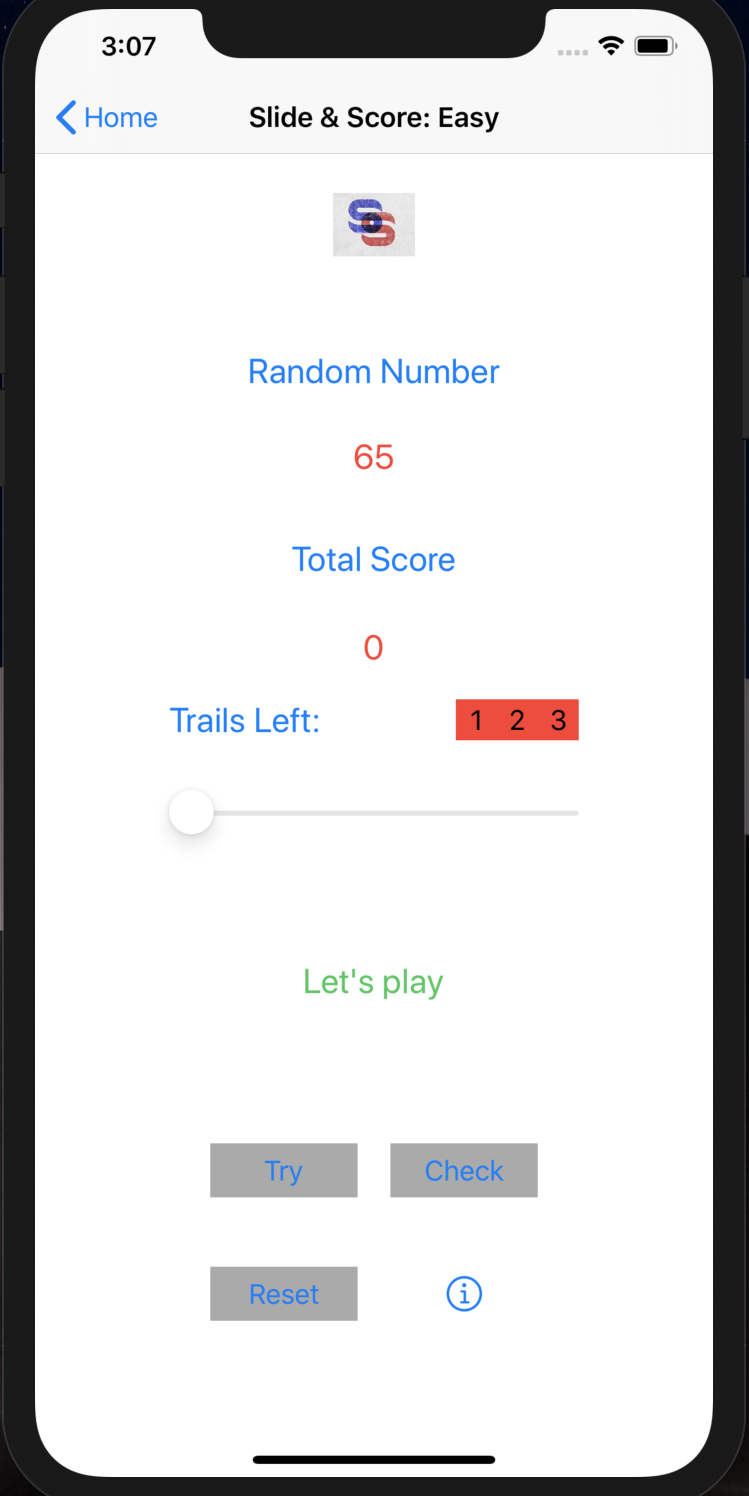 3:07
Home
Slide & Score: Easy
SS
Random Number
65
Total Score
0
Trails Left:
1 2 3
Let's play
Try
Check
Reset
i